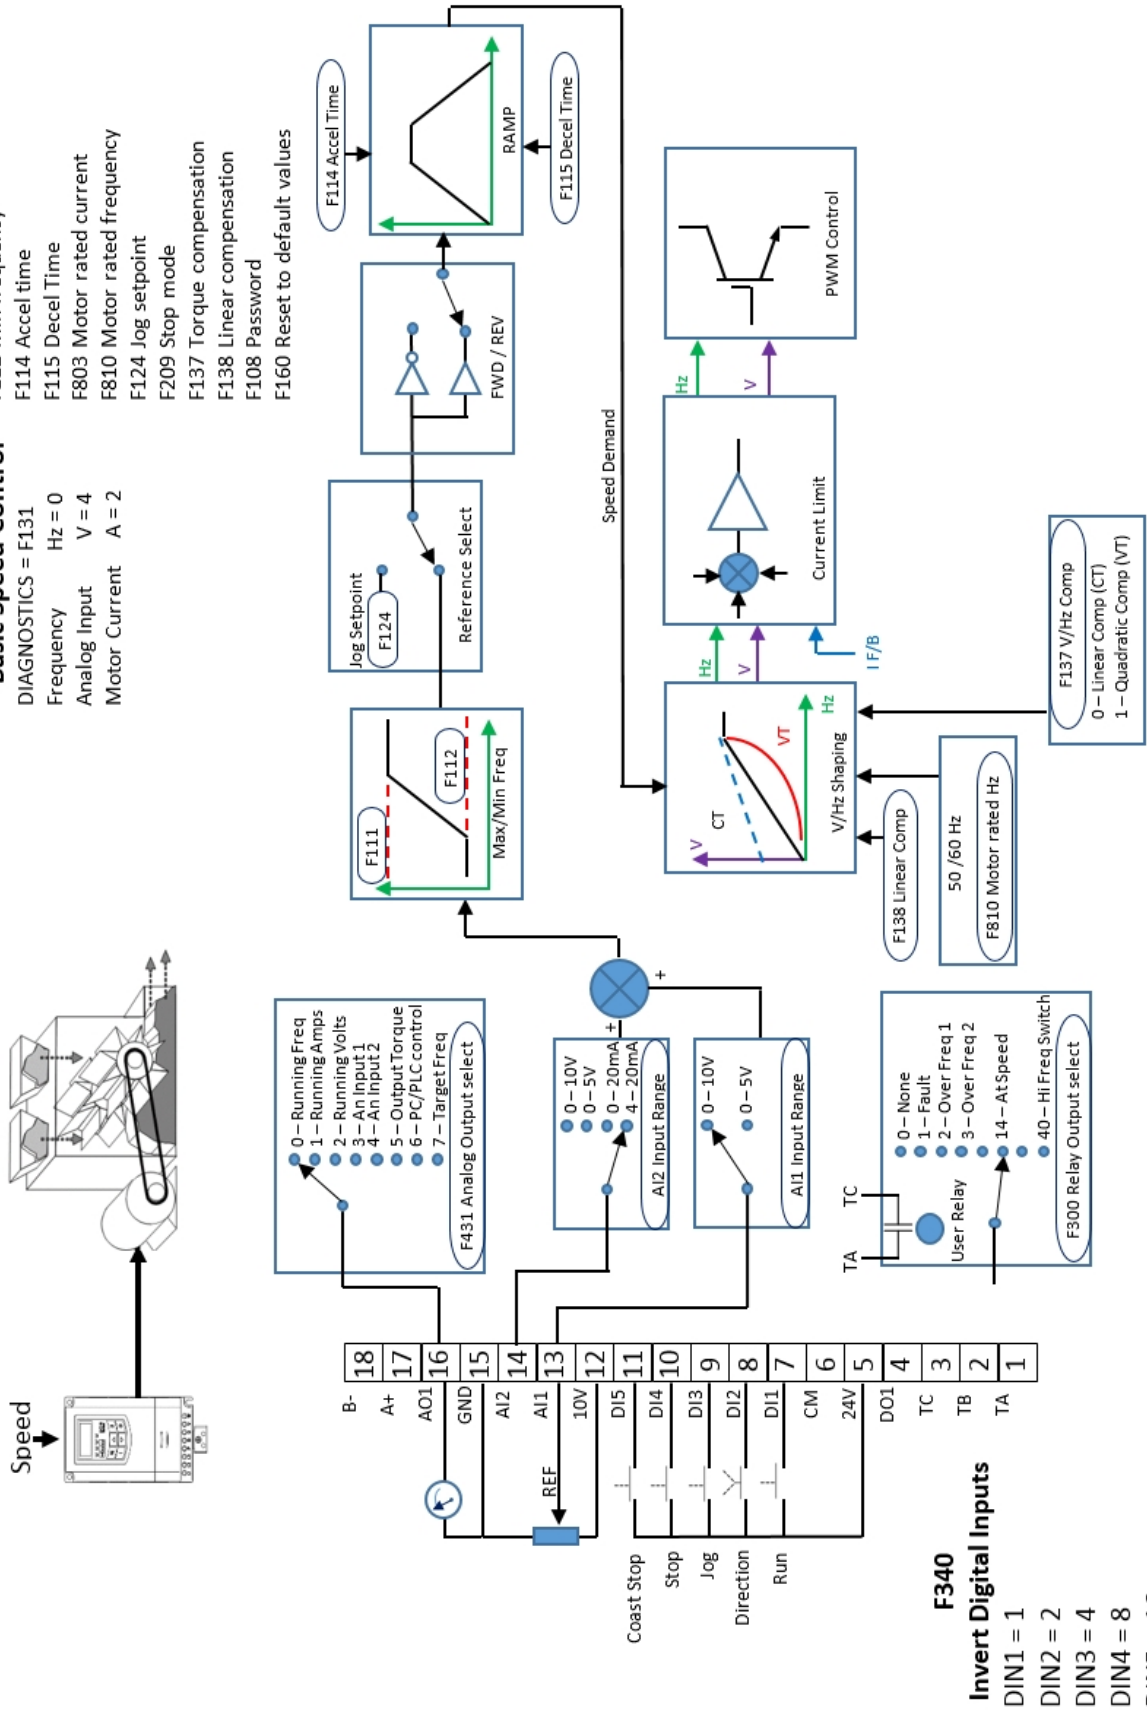 Basic Speed Control
DIAGNOSTICS = F131
Frequency Hz = 0
Analog Input V = 4
Motor Current A = 2
F114 Accel time
F115 Decel Time
F803 Motor rated current
F810 Motor rated frequency
F124 Jog setpoint
F209 Stop mode
F137 Torque compensation
F138 Linear compensation
F108 Password
F160 Reset to default values
Speed
0 – Running Freq
1 – Running Amps
2 – Running Volts
3 – An Input 1
4 – An Input 2
5 – Output Torque
6 – PC/PLC control
7 – Target Freq
F431 Analog Output select
F111
F112
Max/Min Freq
Jog Setpoint
F124
Reference Select
FWD / REV
F114 Accel Time
RAMP
F115 Decel Time
B-
A+
AO1
GND
AI2
AI1
10V
DI5
DI4
DI3
DI2
DI1
CM
24V
DO1
TC
TB
TA
18
17
16
15
14
13
12
11
10
9
8
7
6
5
4
3
2
1
REF
Coast Stop
Stop
Jog
Direction
Run
0 – 10V
0 – 5V
0 – 20mA
4 – 20mA
AI2 Input Range
+
+
0 – 10V
0 – 5V
AI1 Input Range
Speed Demand
V
CT
VT
Hz
V/Hz Shaping
Hz
V
I F/B
Current Limit
Hz
V
PWM Control
F138 Linear Comp
50 /60 Hz
F810 Motor rated Hz
F137 V/Hz Comp
0 – Linear Comp (CT)
1 – Quadratic Comp (VT)
TA
TC
User Relay
0 – None
1 – Fault
2 – Over Freq 1
3 – Over Freq 2
14 – At Speed
40 – Hi Freq Switch
F300 Relay Output select
F340
Invert Digital Inputs
DIN1 = 1
DIN2 = 2
DIN3 = 4
DIN4 = 8